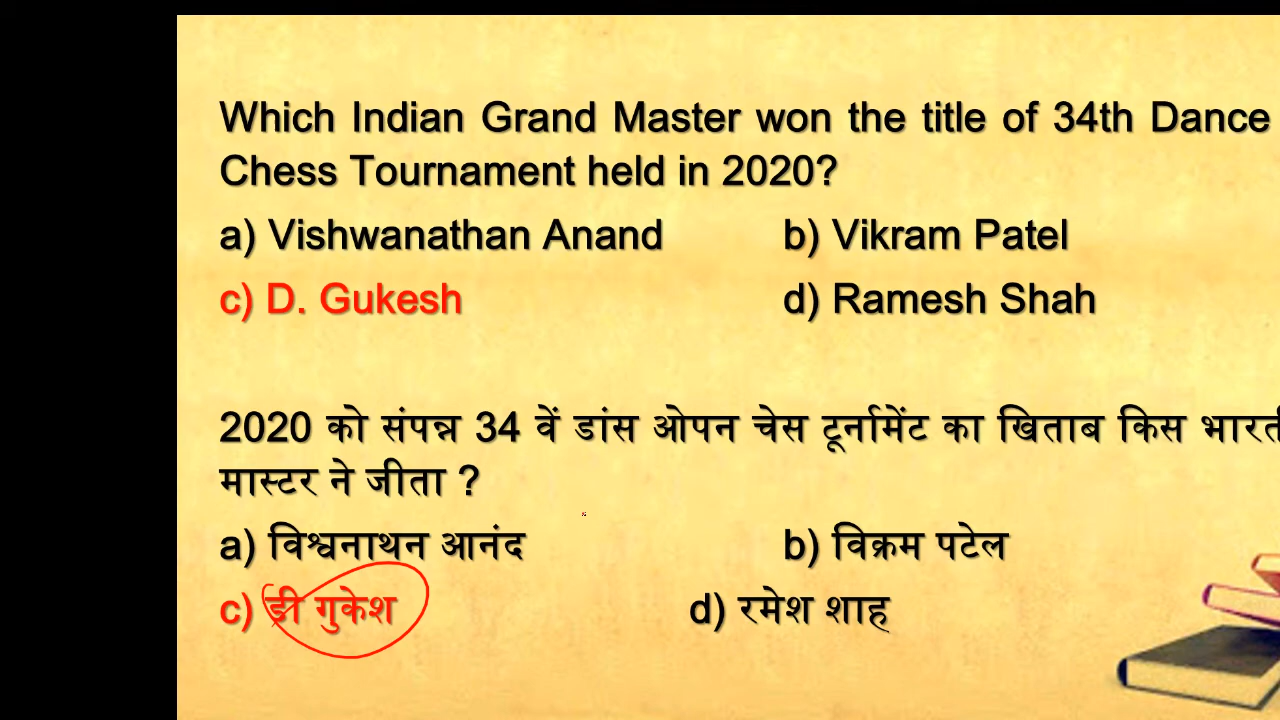 Which Indian Grand Master won the title of 34th Dance
Chess Tournament held in 2020?
a) Vishwanathan Anand b) Vikram Patel
c) D. Gukesh d) Ramesh Shah
2020 को संपन्न 34 वें डांस ओपन चेस टूर्नामेंट का खिताब किस
मास्टर ने जीता ?
a) विश्वनाथन आनंद b) विक्रम पटेल
c) डी गुकेश d) रमेश शाह